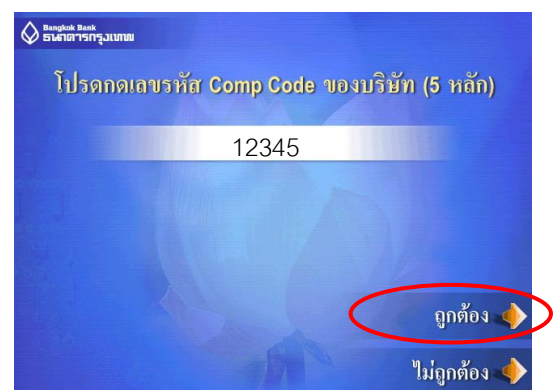 Bangkok Bank
ธนาคารกรุงเทพ
โปรดกดเลขรหัส Comp Code ของบริษัท (5 หลัก)
12345
ถูกต้อง
ไม่ถูกต้อง